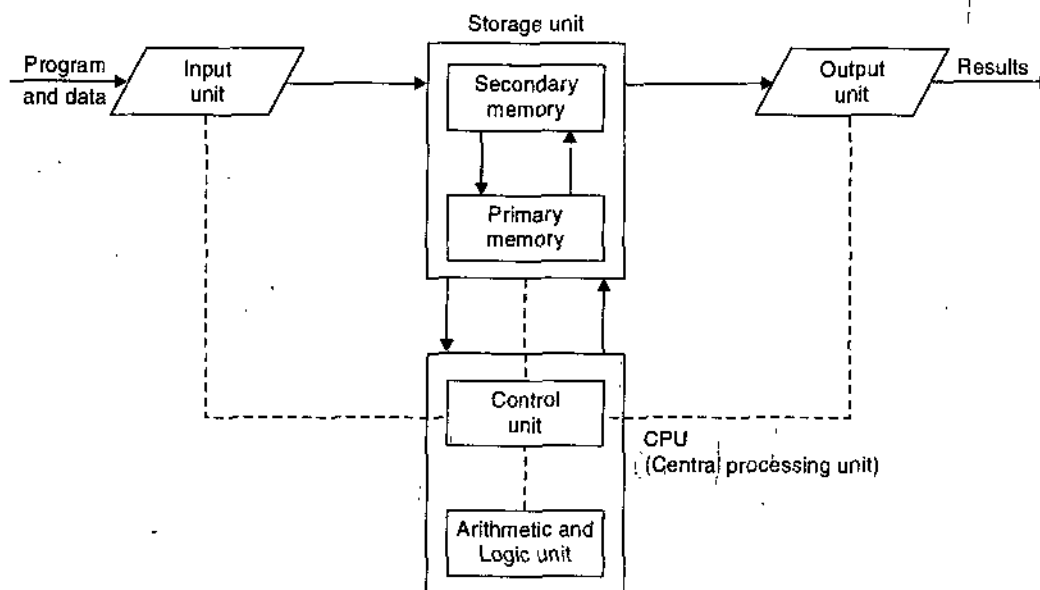 Storage unit
Program
and data
Input
unit
Secondary
memory
Output
unit
Results
Primary
memory
Control
unit
CPU
(Central processing unit)
Arithmetic and
Logic unit